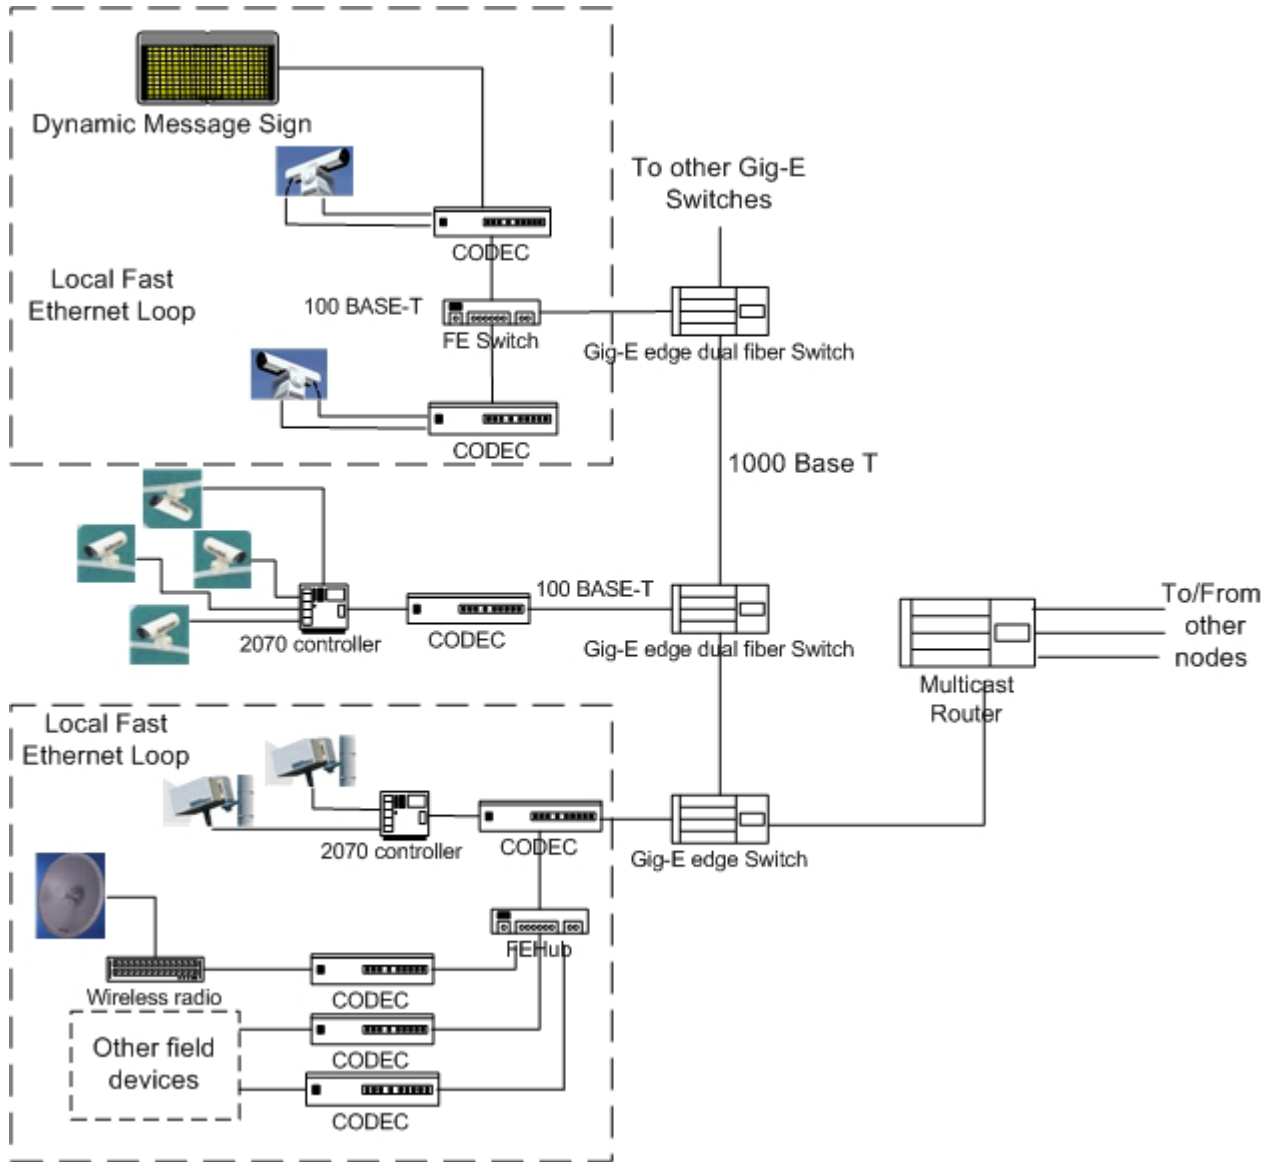 Dynamic Message Sign
To other Gig-E
Switches
CODEC
Local Fast
Ethernet Loop
100 BASE-T
FE Switch
Gig-E edge dual fiber Switch
CODEC
1000 Base T
100 BASE-T
2070 controller
CODEC
Gig-E edge dual fiber Switch
To/From
other
nodes
Multicast
Router
Local Fast
Ethernet Loop
2070 controller
CODEC
Gig-E edge Switch
FEHub
Wireless radio
CODEC
Other field
devices
CODEC
CODEC